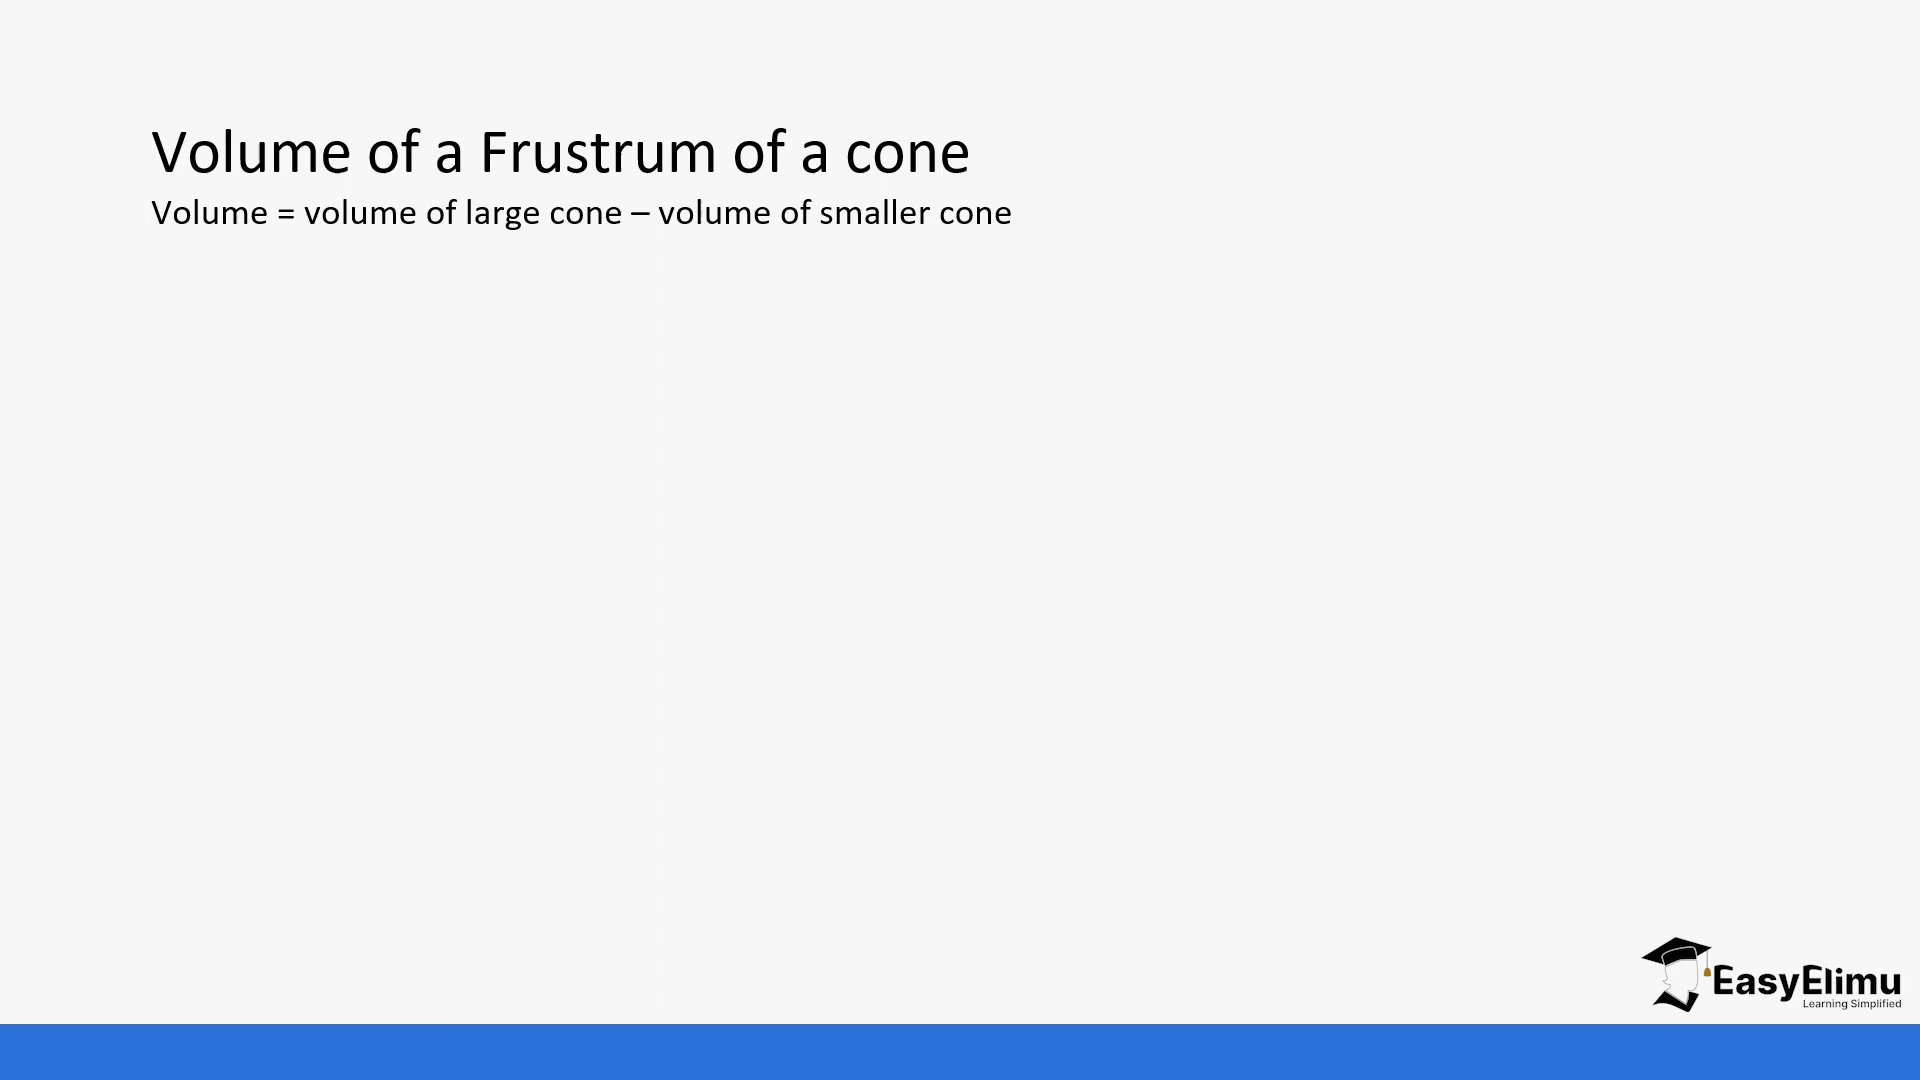 Volume of a Frustrum of a cone
Volume = volume of large cone – volume of smaller cone
EasyElimu
Learning Simplified